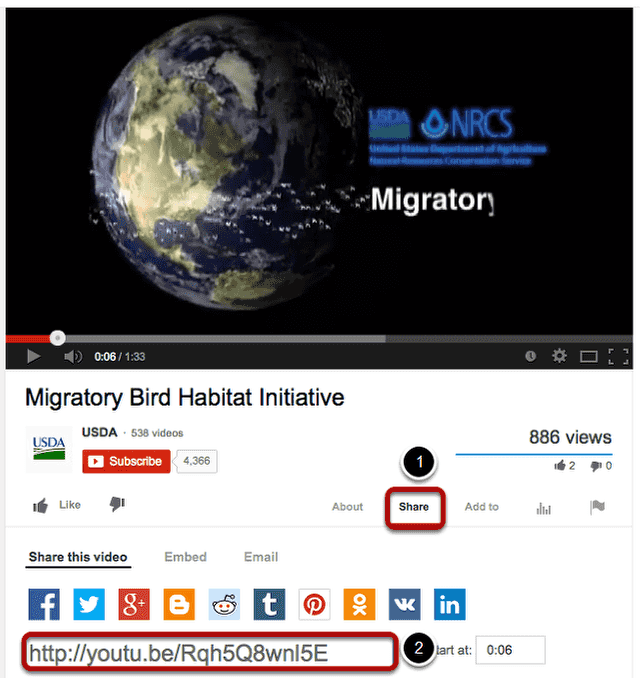 USDA NRCS
United States Department of Agriculture
Natural Resources Conservation Service
Migratory
0:06 / 1:33
Migratory Bird Habitat Initiative
USDA
USDA · 538 videos
Subscribe 4,366
886 views
2 0
1
Like
About Share Add to
Share this video Embed Email
http://youtu.be/Rqh5Q8wnI5E
2
tart at: 0:06